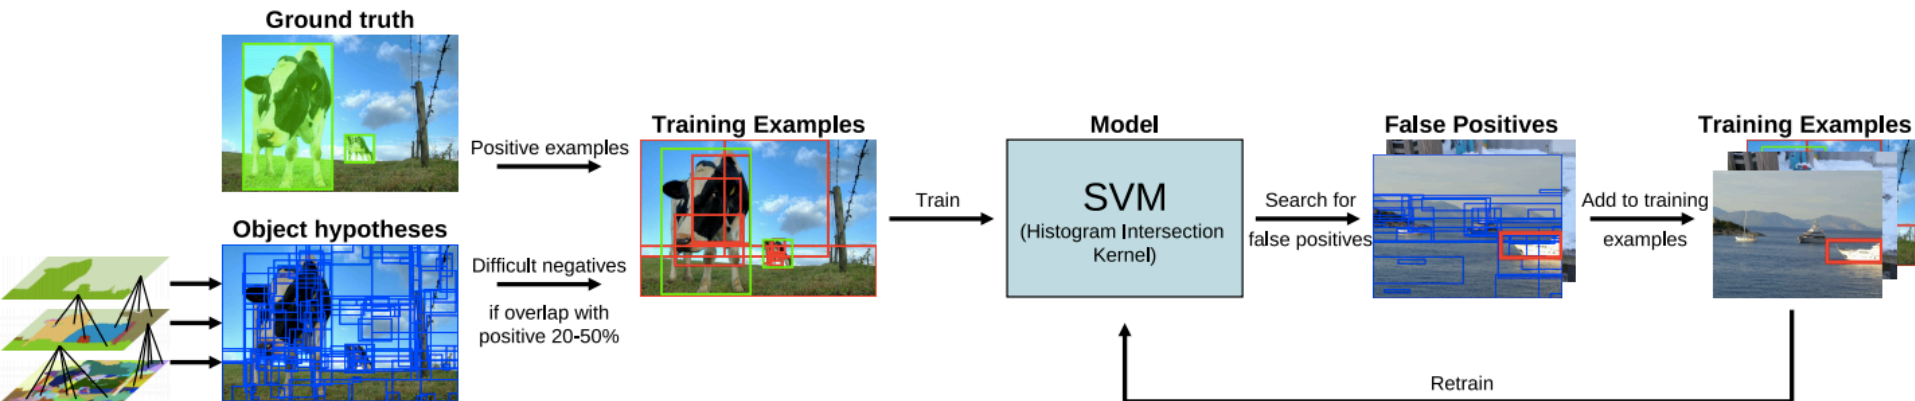 Ground truth
Positive examples
Object hypotheses
Difficult negatives
if overlap with
positive 20-50%
Training Examples
Train
Model
SVM
(Histogram Intersection
Kernel)
Search for
false positives
False Positives
Add to training
examples
Training Examples
Retrain